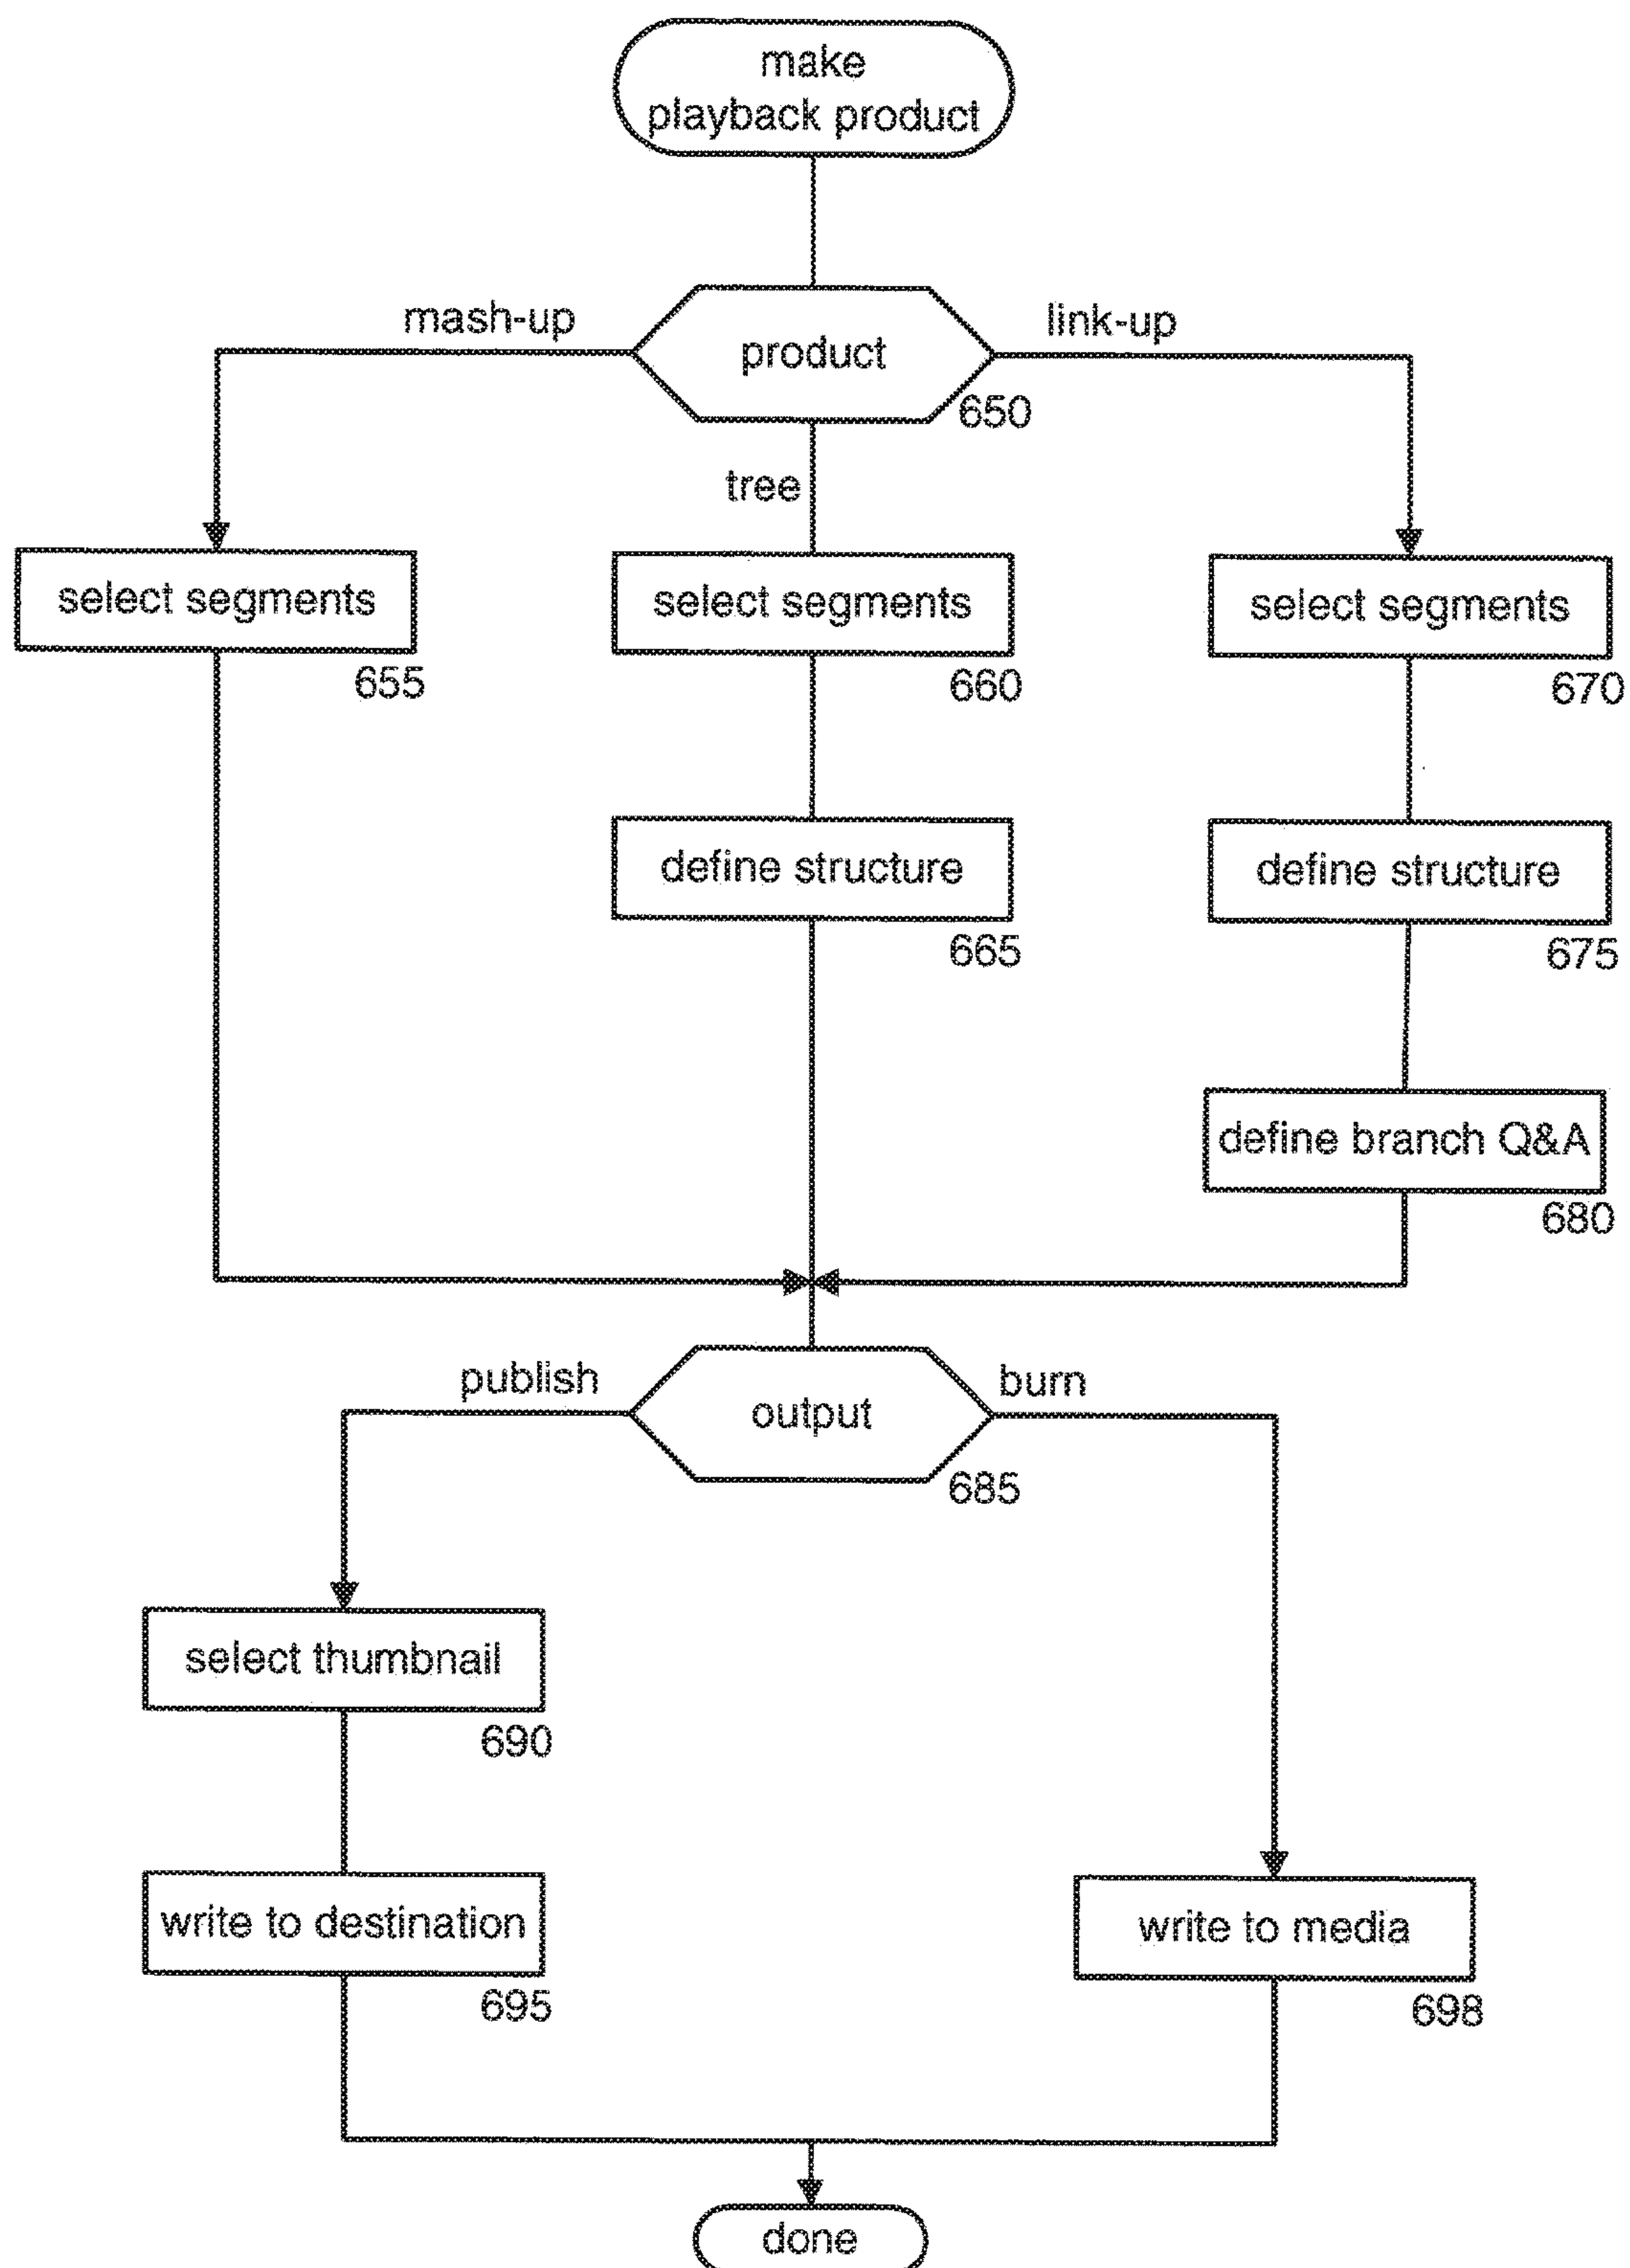 make
playback product
mash-up
link-up
product
650
tree
select segments
select segments
select segments
655
660
670
define structure
define structure
665
675
define branch Q&A
680
publish
burn
output
685
select thumbnail
690
write to destination
write to media
695
698
done